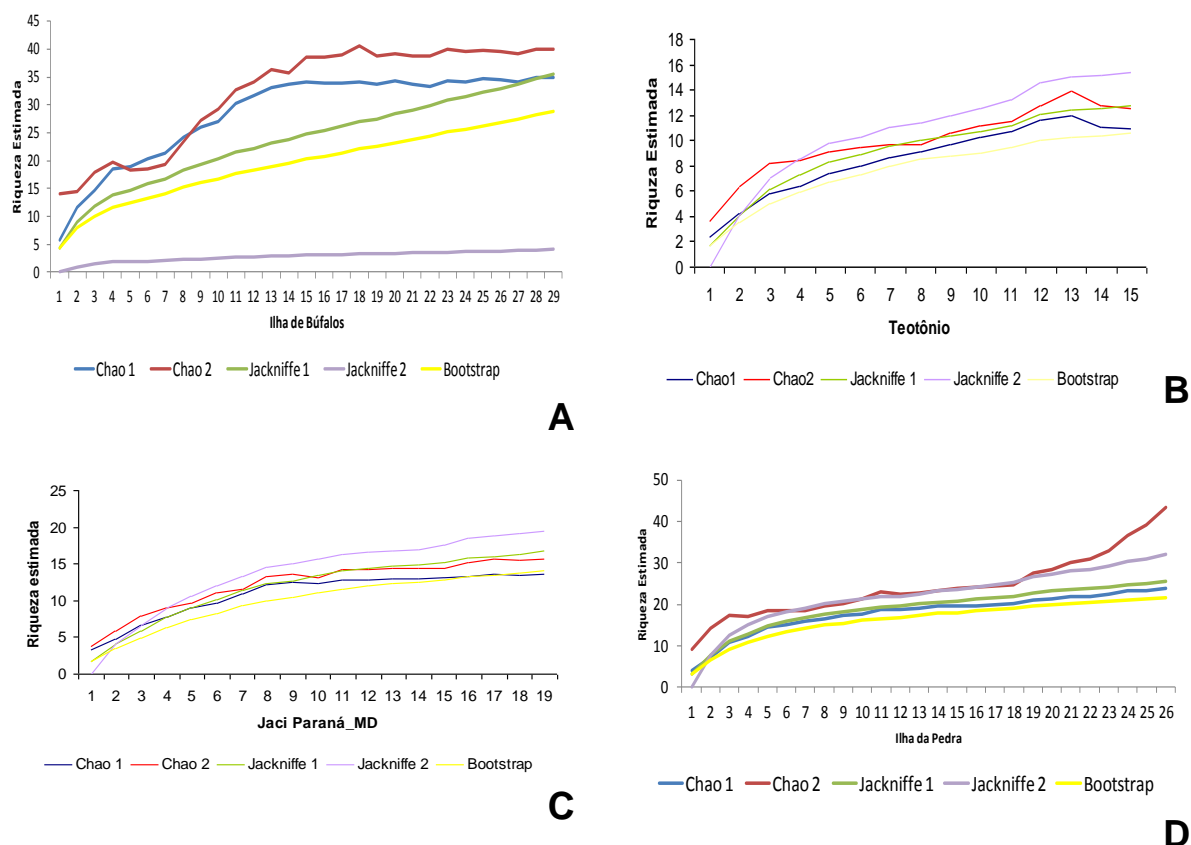 Riqueza Estimada
45
40
35
30
25
20
15
10
5
0
1 2 3 4 5 6 7 8 9 10 11 12 13 14 15 16 17 18 19 20 21 22 23 24 25 26 27 28 29
Ilha de Búfalos
Chao 1 Chao 2 Jackniffe 1 Jackniffe 2 Bootstrap
A
Riquza Estimada
18
16
14
12
10
8
6
4
2
0
1 2 3 4 5 6 7 8 9 10 11 12 13 14 15
Teotônio
Chao1 Chao2 Jackniffe 1 Jackniffe 2 Bootstrap
B
Riqueza estimada
25
20
15
10
5
0
1 2 3 4 5 6 7 8 9 10 11 12 13 14 15 16 17 18 19
Jaci Paraná_MD
Chao 1 Chao 2 Jackniffe 1 Jackniffe 2 Bootstrap
C
Riqueza Estimada
50
40
30
20
10
0
1 2 3 4 5 6 7 8 9 10 11 12 13 14 15 16 17 18 19 20 21 22 23 24 25 26
Ilha da Pedra
Chao 1 Chao 2 Jackniffe 1 Jackniffe 2 Bootstrap
D